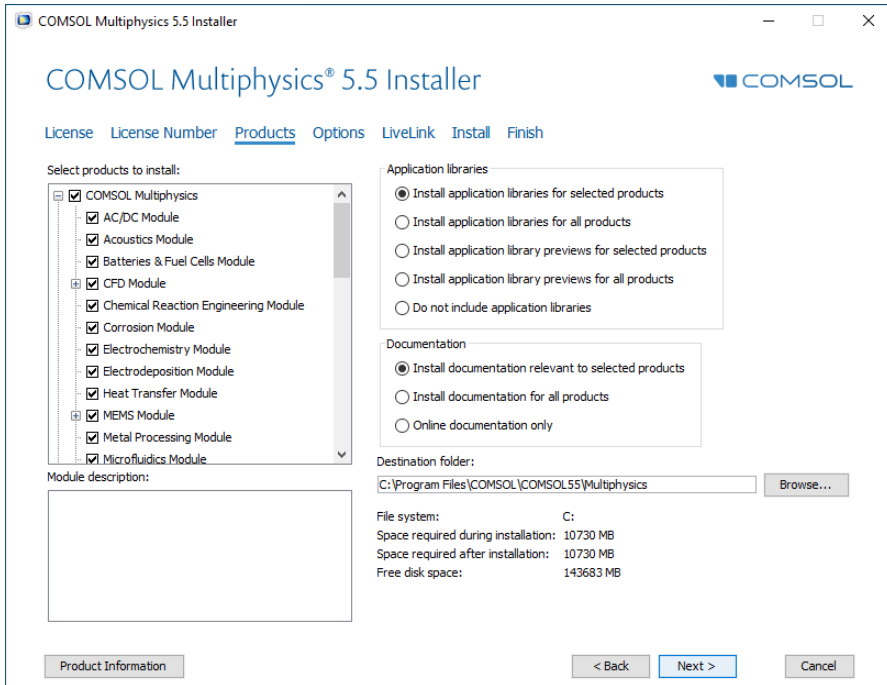 COMSOL Multiphysics 5.5 Installer
COMSOL Multiphysics® 5.5 Installer
COMSOL
License License Number Products Options LiveLink Install Finish
Select products to install:
COMSOL Multiphysics
AC/DC Module
Acoustics Module
Batteries & Fuel Cells Module
CFD Module
Chemical Reaction Engineering Module
Corrosion Module
Electrochemistry Module
Electrodeposition Module
Heat Transfer Module
MEMS Module
Metal Processing Module
Microfluidics Module
Module description:
Application libraries
Install application libraries for selected products
Install application libraries for all products
Install application library previews for selected products
Install application library previews for all products
Do not include application libraries
Documentation
Install documentation relevant to selected products
Install documentation for all products
Online documentation only
Destination folder:
C:\Program Files\COMSOL\COMSOL55\Multiphysics
Browse...
File system: C:
Space required during installation: 10730 MB
Space required after installation: 10730 MB
Free disk space: 143683 MB
Product Information
< Back
Next >
Cancel